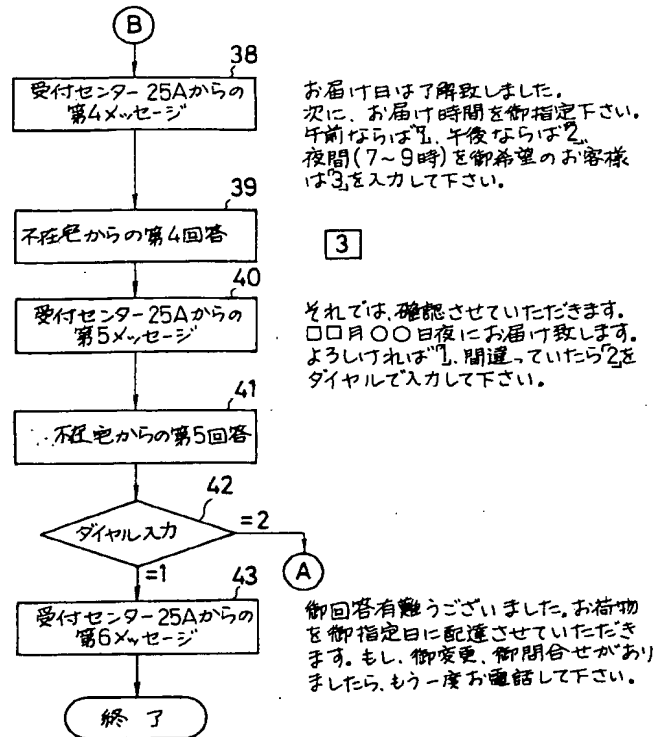 B
38
受付センター25Aからの
第4メッセージ
お届け日は了解致しました。
次に、お届け時間を御指定下さい。
午前ならば「1」、午後ならば「2」、
夜間(7~9時)を御希望のお客様
は「3」を入力して下さい。
39
不在宅からの第4回答
3
40
受付センター25Aからの
第5メッセージ
それでは、確認させていただきます。
□□月○○日夜にお届け致します。
よろしければ「1」、間違っていたら「2」を
ダイヤルで入力して下さい。
41
不在宅からの第5回答
42
ダイヤル入力
=2
A
=1
43
受付センター25Aからの
第6メッセージ
御回答有難うございました。お荷物
を御指定日に配達させていただき
ます。もし、御変更、御問合せがあり
ましたら、もう一度お電話して下さい。
終了